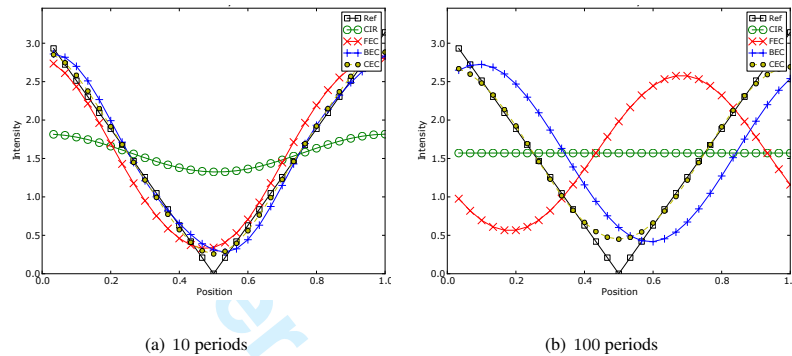 Ref
CIR
FEC
BEC
CEC
3.0
2.5
2.0
1.5
1.0
0.5
0.0
Intensity
0.0 0.2 0.4 0.6 0.8 1.0
Position
(a) 10 periods
Ref
CIR
FEC
BEC
CEC
3.0
2.5
2.0
1.5
1.0
0.5
0.0
Intensity
0.0 0.2 0.4 0.6 0.8 1.0
Position
(b) 100 periods
er